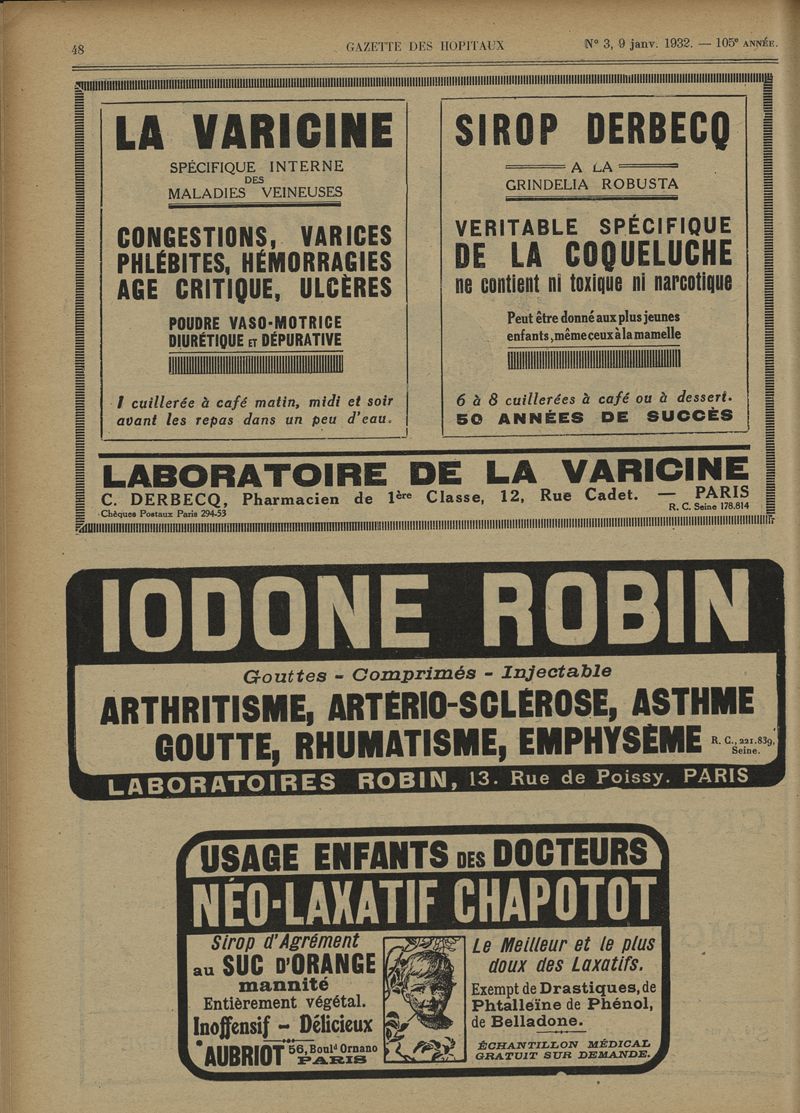 48
GAZETTE DES HOPITAUX
N° 3, 9 janv. 1932. — 105e ANNÉE.
LA VARICINE
SPÉCIFIQUE INTERNE
DES
MALADIES VEINEUSES
CONGESTIONS, VARICES
PHLÉBITES, HÉMORRAGIES
AGE CRITIQUE, ULCÈRES
POUDRE VASO-MOTRICE
DIURÉTIQUE ET DÉPURATIVE
1 cuillerée à café matin, midi et soir
avant les repas dans un peu d'eau.
SIROP DERBECQ
A LA
GRINDELIA ROBUSTA
VERITABLE SPÉCIFIQUE
DE LA COQUELUCHE
ne contient ni toxique ni narcotique
Peut être donné aux plus jeunes
enfants, même ceux à la mamelle
6 à 8 cuillerées à café ou à dessert.
50 ANNÉES DE SUCCÈS
LABORATOIRE DE LA VARICINE
C. DERBECQ, Pharmacien de 1ère Classe, 12, Rue Cadet. — PARIS
Chèques Postaux Paris 294-53
R. C. Seine 178.814
IODONE ROBIN
Gouttes - Comprimés - Injectable
ARTHRITISME, ARTÉRIO-SCLÉROSE, ASTHME
GOUTTE, RHUMATISME, EMPHYSÈME
R. C., 221.839,
Seine.
LABORATOIRES ROBIN, 13. Rue de Poissy. PARIS
USAGE ENFANTS DES DOCTEURS
NÉO-LAXATIF CHAPOTOT
Sirop d'Agrément
au SUC D'ORANGE
mannité
Entièrement végétal.
Inoffensif - Délicieux
AUBRIOT 56, Bould Ornano
PARIS
Le Meilleur et le plus
doux des Laxatifs.
Exempt de Drastiques, de
Phtalleïne de Phénol,
de Belladone.
ÉCHANTILLON MÉDICAL
GRATUIT SUR DEMANDE.